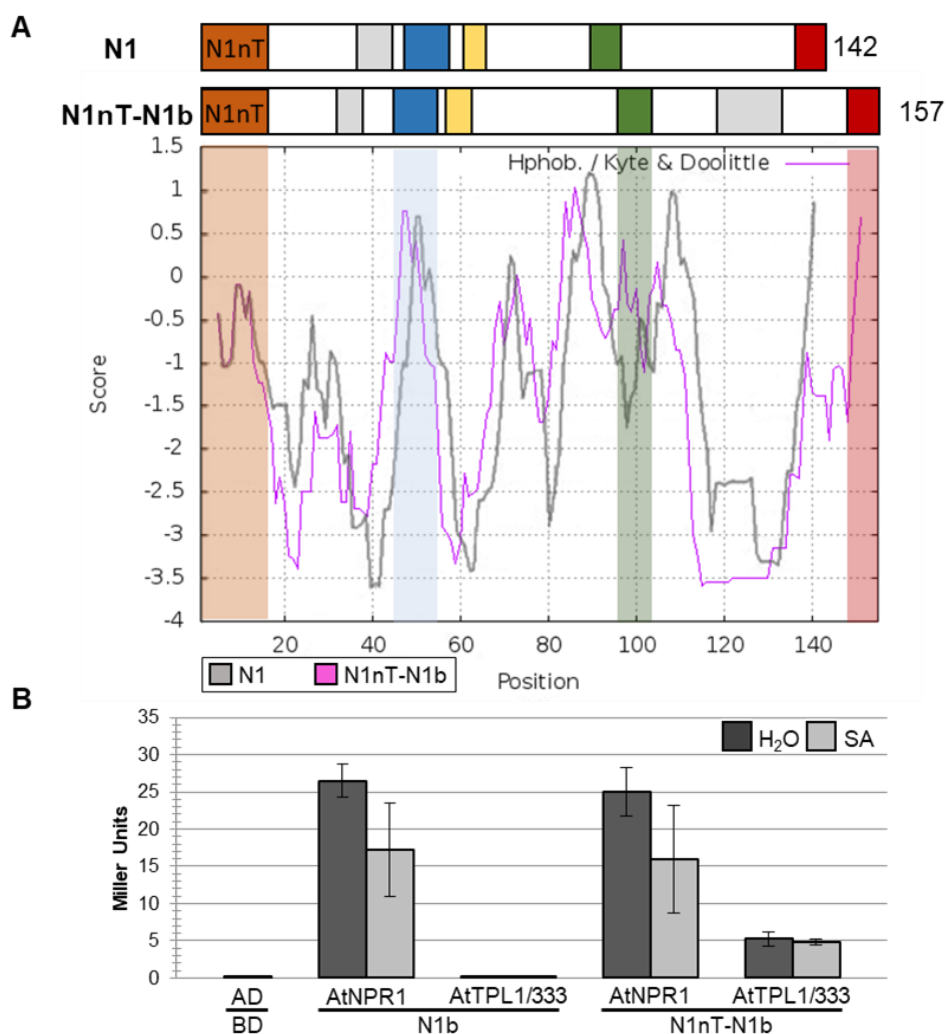 A
N1
N1nT
142
N1nT-N1b
N1nT
157
Hphob. / Kyte & Doolittle
1.5
1
0.5
0
-0.5
-1
-1.5
-2
-2.5
-3
-3.5
-4
Score
20 40 60 80 100 120 140
Position
N1 N1nT-N1b
B
H₂O SA
35
30
25
20
15
10
5
0
Miller Units
AD AtNPR1 AtTPL1/333 AtNPR1 AtTPL1/333
BD N1b N1nT-N1b